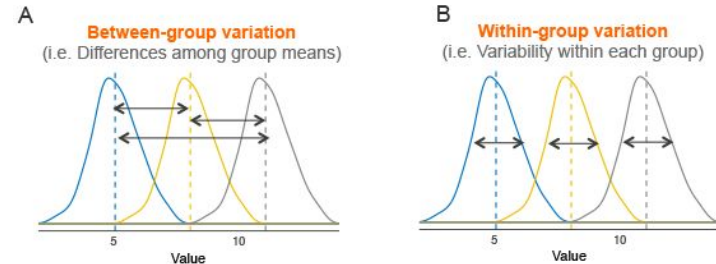 A
Between-group variation
(i.e. Differences among group means)
5
10
Value
B
Within-group variation
(i.e. Variability within each group)
5
10
Value